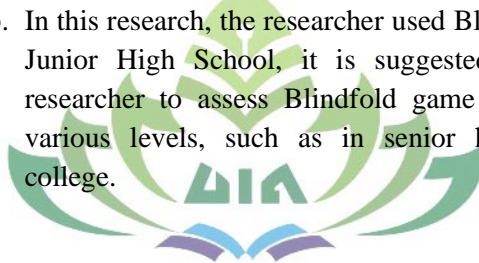 In this research, the researcher used Bl
Junior High School, it is suggested
researcher to assess Blindfold game
various levels, such as in senior h
college.
UIN